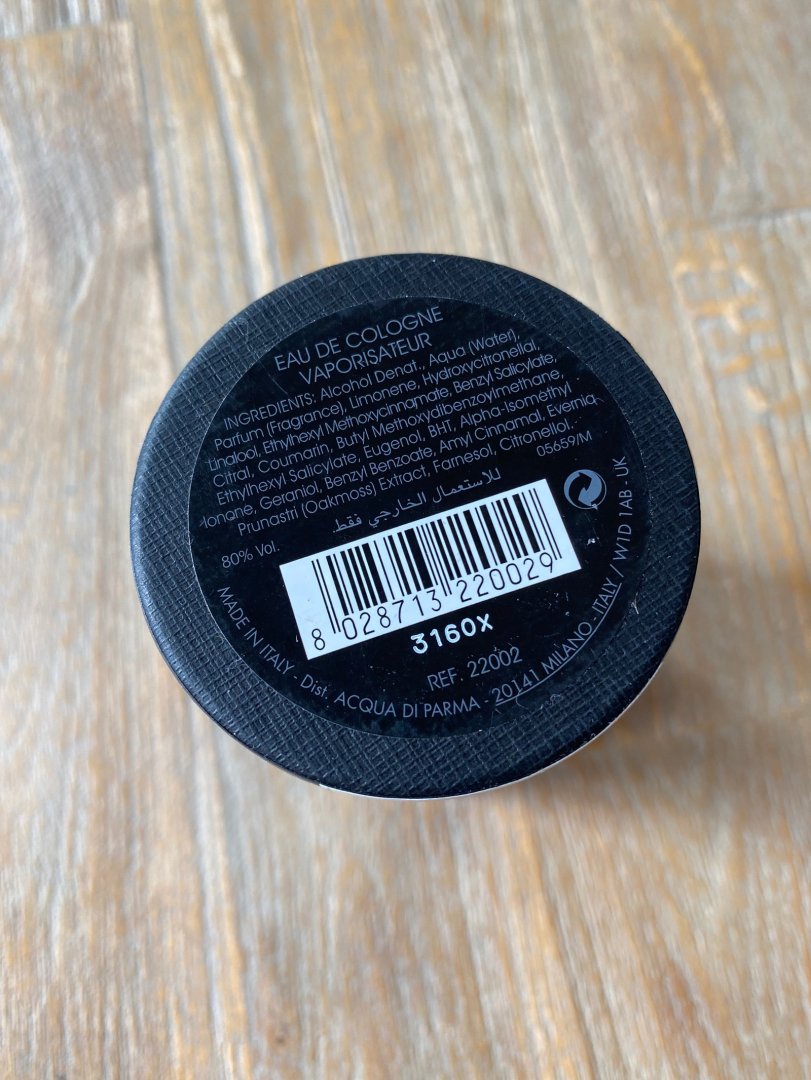 EAU DE COLOGNE
VAPORISATEUR
INGREDIENTS: Alcohol Denat., Aqua (Water),
Parfum (Fragrance), Limonene, Hydroxycitronellal,
Linalool, Ethylhexyl Methoxycinnamate, Benzyl Salicylate,
Citral, Coumarin, Butyl Methoxydibenzoylmethane,
Ethylhexyl Salicylate, Eugenol, BHT, Alpha-Isomethyl
Ionone, Geraniol, Benzyl Benzoate, Amyl Cinnamal, Evernia
Prunastri (Oakmoss) Extract, Farnesol, Citronellol.
05659/M
للاستعمال الخارجي فقط
80% Vol.
8 028713 220029
3160X
REF. 22002
MADE IN ITALY - Dist. ACQUA DI PARMA - 20141 MILANO - ITALY / W1D 1AB - UK